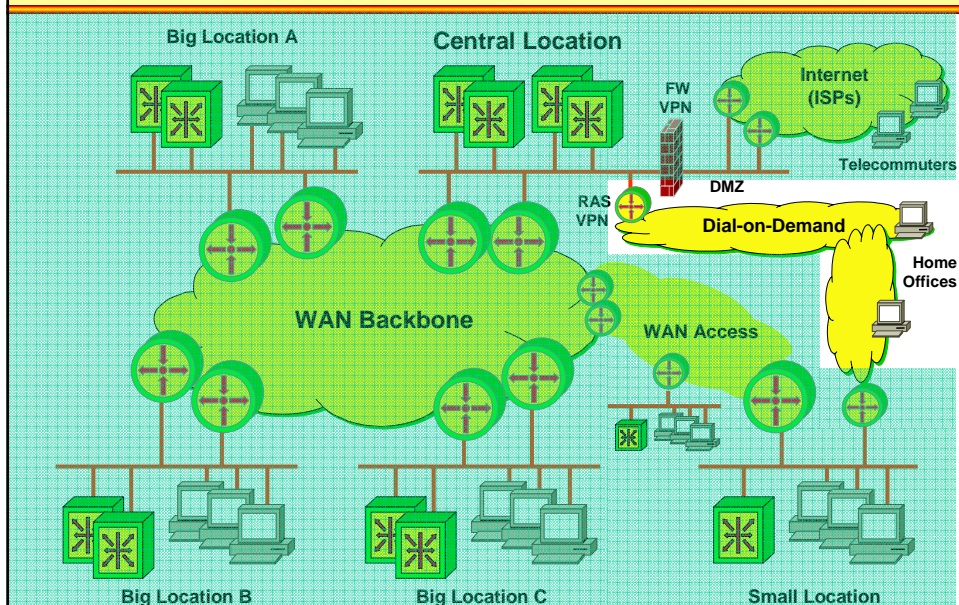 Big Location A
Central Location
FW
VPN
Internet
(ISPs)
Telecommuters
RAS
VPN
DMZ
Dial-on-Demand
Home
Offices
WAN Backbone
WAN Access
Big Location B
Big Location C
Small Location